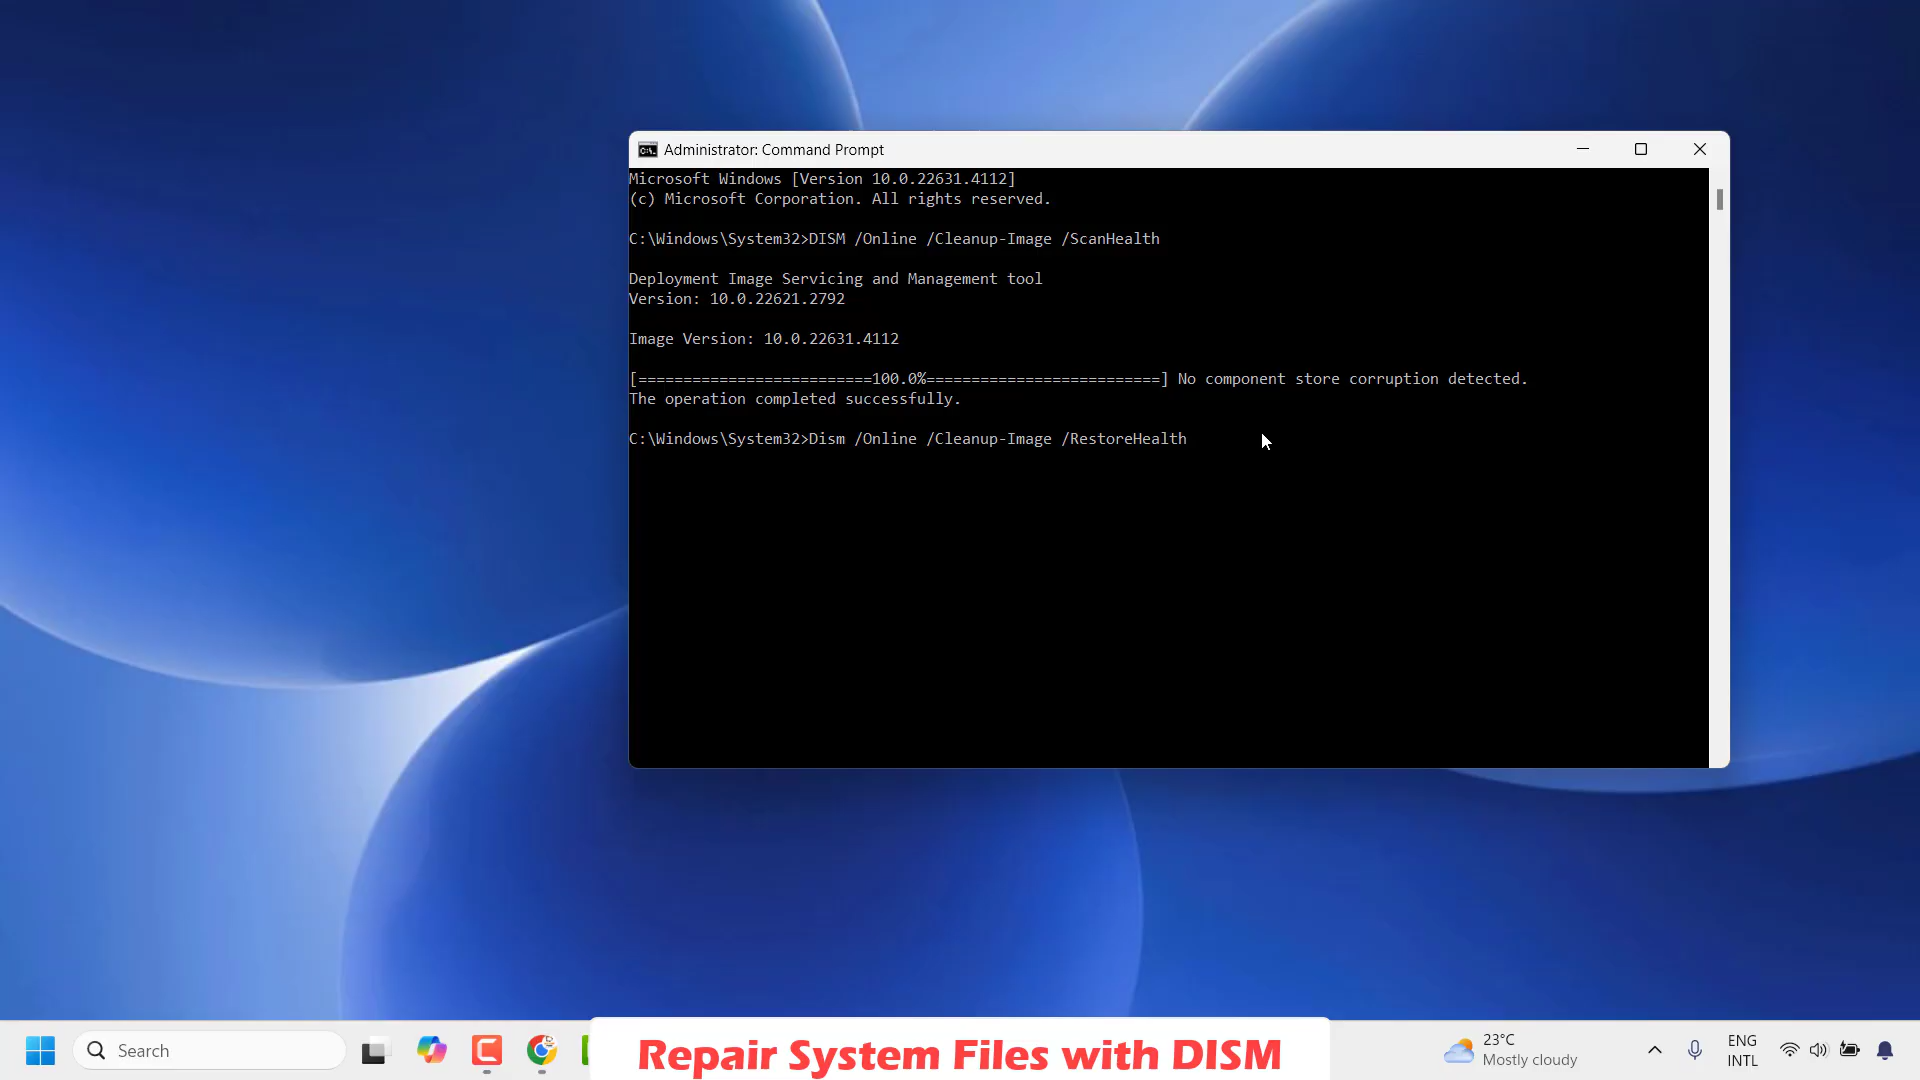 Administrator: Command Prompt
Microsoft Windows [Version 10.0.22631.4112]
(c) Microsoft Corporation. All rights reserved.
C:\Windows\System32>DISM /Online /Cleanup-Image /ScanHealth
Deployment Image Servicing and Management tool
Version: 10.0.22621.2792
Image Version: 10.0.22631.4112
[==========================100.0%==========================] No component store corruption detected.
The operation completed successfully.
C:\Windows\System32>Dism /Online /Cleanup-Image /RestoreHealth
Search
Repair System Files with DISM
23°C
Mostly cloudy
ENG
INTL